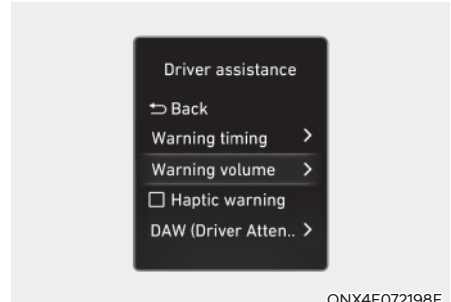 Driver assistance
Back
Warning timing >
Warning volume >
Haptic warning
DAW (Driver Atten.. >
ONX4E072198E